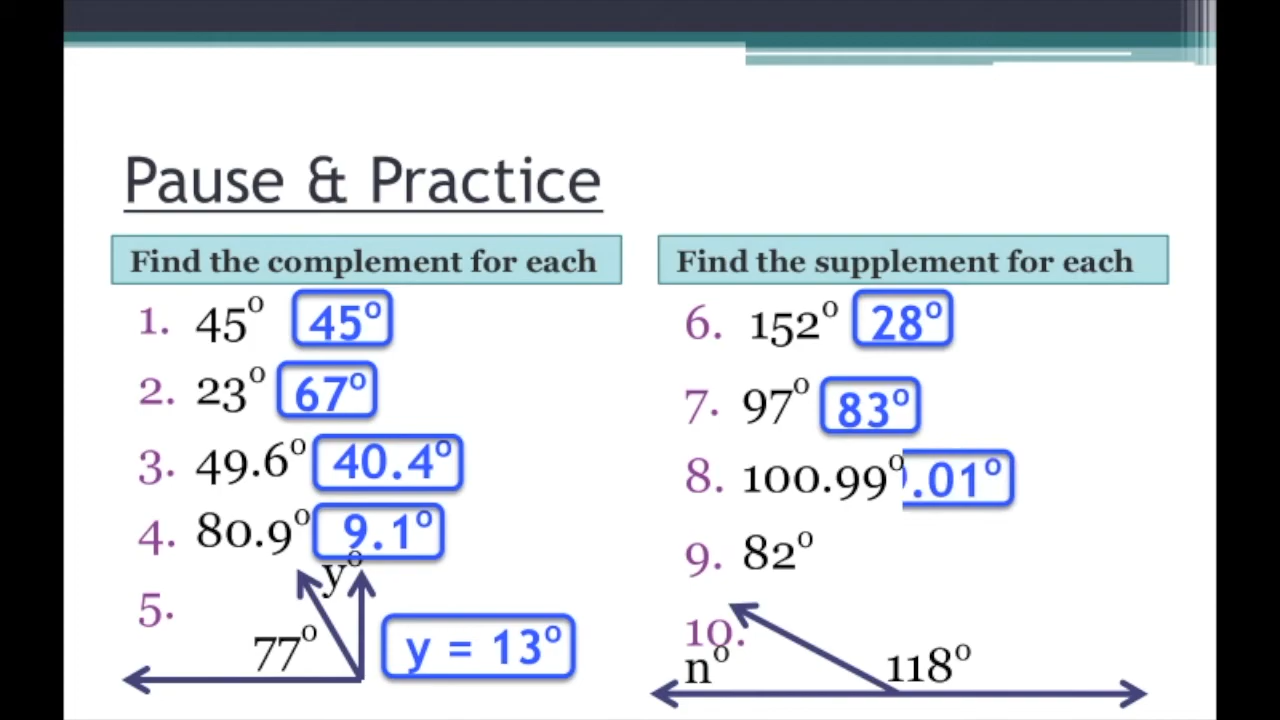 Pause & Practice
Find the complement for each
1. 45° 45°
2. 23° 67°
3. 49.6° 40.4°
4. 80.9° 9.1°
y°
5.
77° y = 13°
Find the supplement for each
6. 152° 28°
7. 97° 83°
8. 100.99° .01°
9. 82°
10.
n° 118°